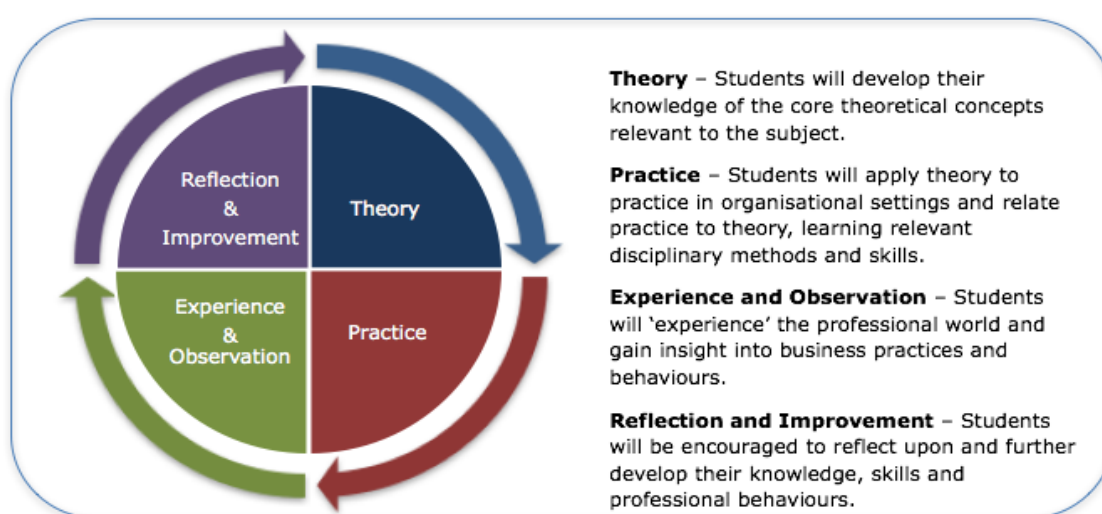 Reflection
&
Improvement
Theory
Experience
&
Observation
Practice
Theory – Students will develop their
knowledge of the core theoretical concepts
relevant to the subject.
Practice – Students will apply theory to
practice in organisational settings and relate
practice to theory, learning relevant
disciplinary methods and skills.
Experience and Observation – Students
will ‘experience’ the professional world and
gain insight into business practices and
behaviours.
Reflection and Improvement – Students
will be encouraged to reflect upon and further
develop their knowledge, skills and
professional behaviours.